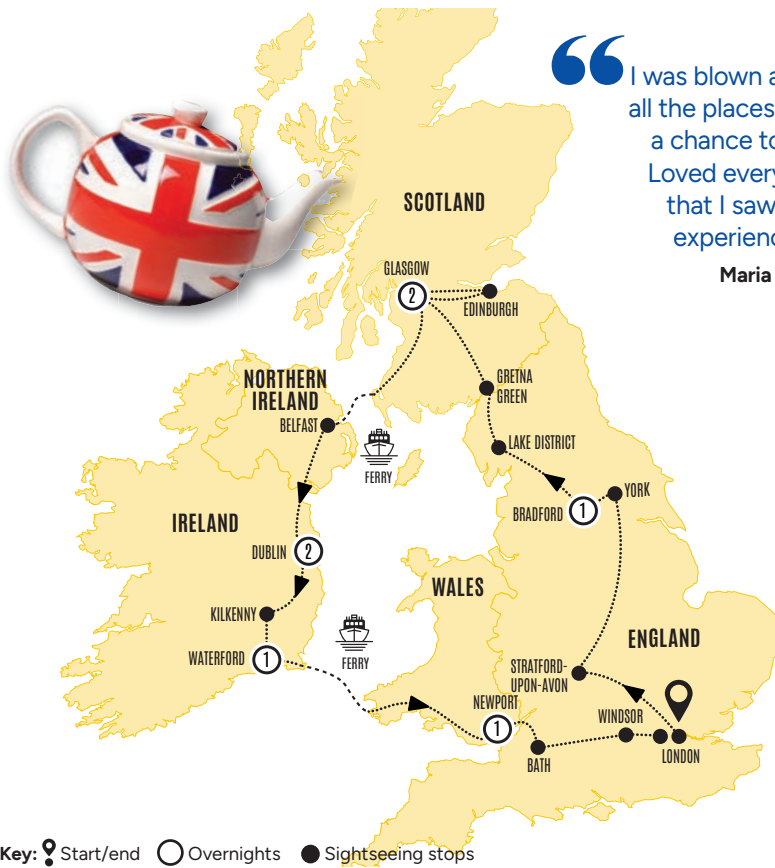 “
I was blown a
all the places
a chance to
Loved every
that I saw
experienc
Maria
SCOTLAND
GLASGOW
2
EDINBURGH
GRETNA
GREEN
NORTHERN
IRELAND
BELFAST
FERRY
LAKE DISTRICT
YORK
BRADFORD
1
IRELAND
DUBLIN
2
WALES
KILKENNY
FERRY
WATERFORD
1
ENGLAND
STRATFORD-
UPON-AVON
NEWPORT
1
WINDSOR
BATH
LONDON
Key: Start/end Overnights Sightseeing stops